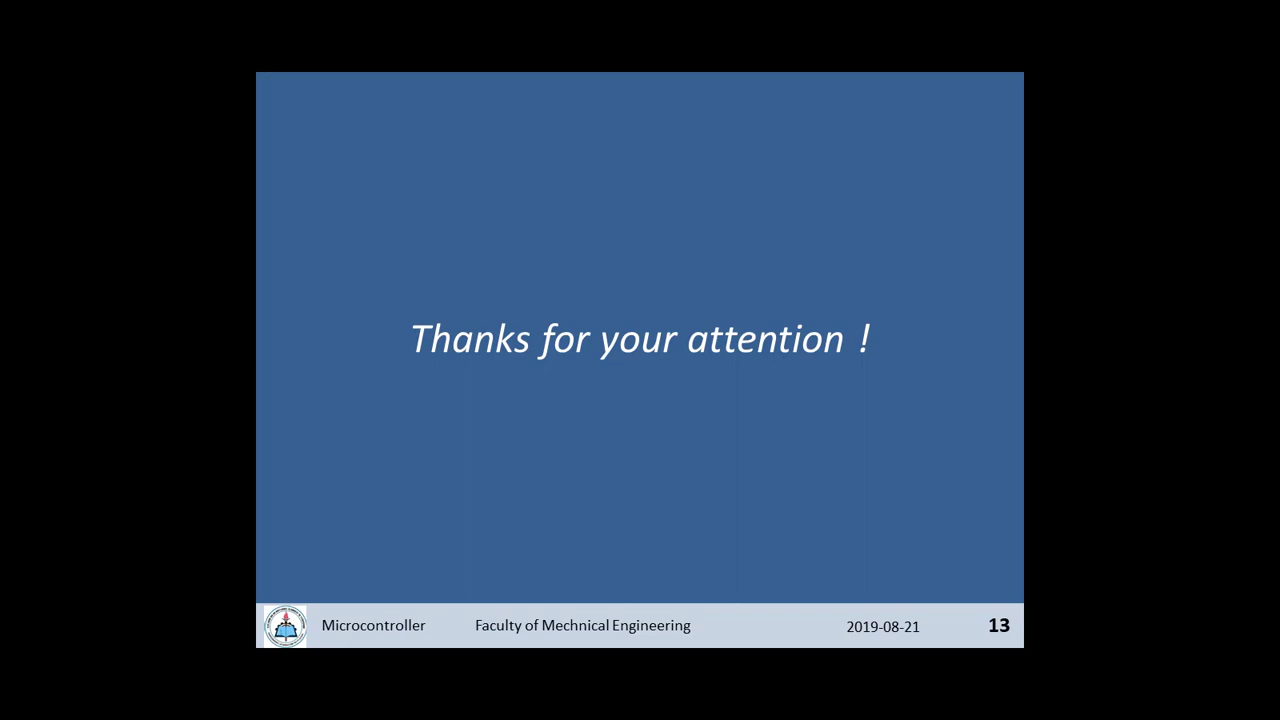 Thanks for your attention !
Microcontroller Faculty of Mechnical Engineering 2019-08-21 13